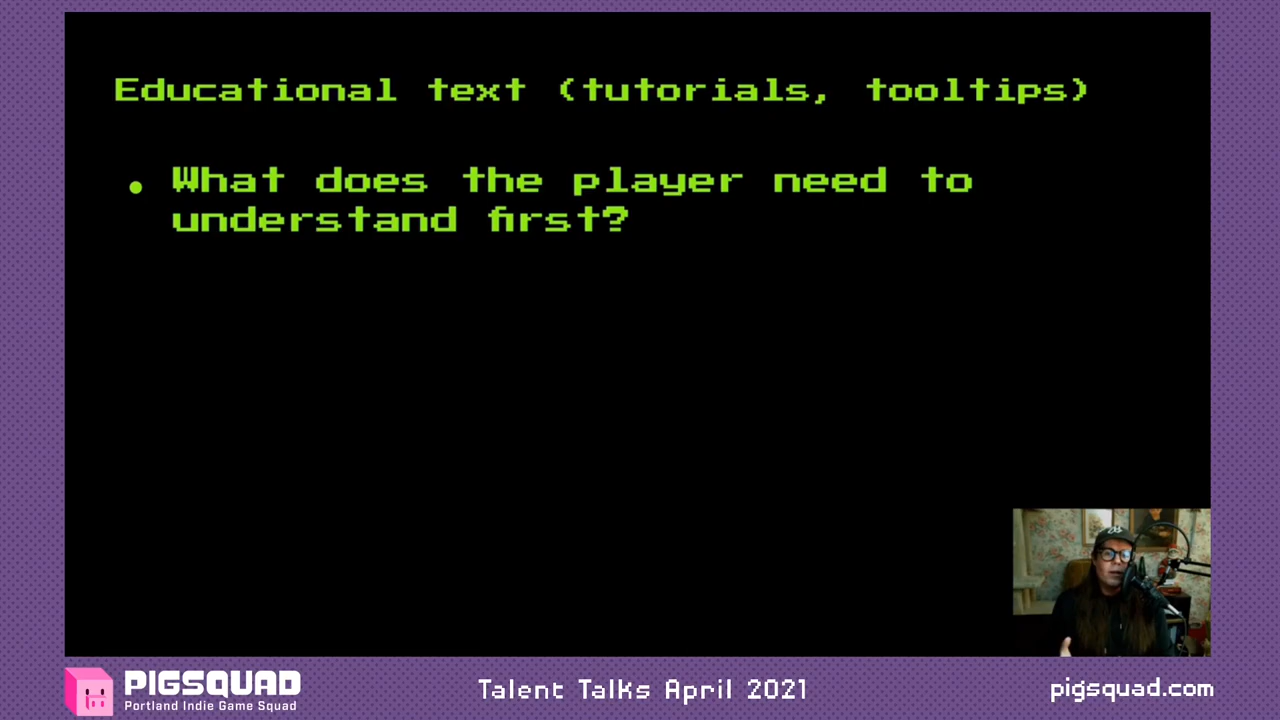 Educational text (tutorials, tooltips)
• What does the player need to
understand first?
PIGSQUAD
Portland Indie Game Squad
Talent Talks April 2021
pigsquad.com